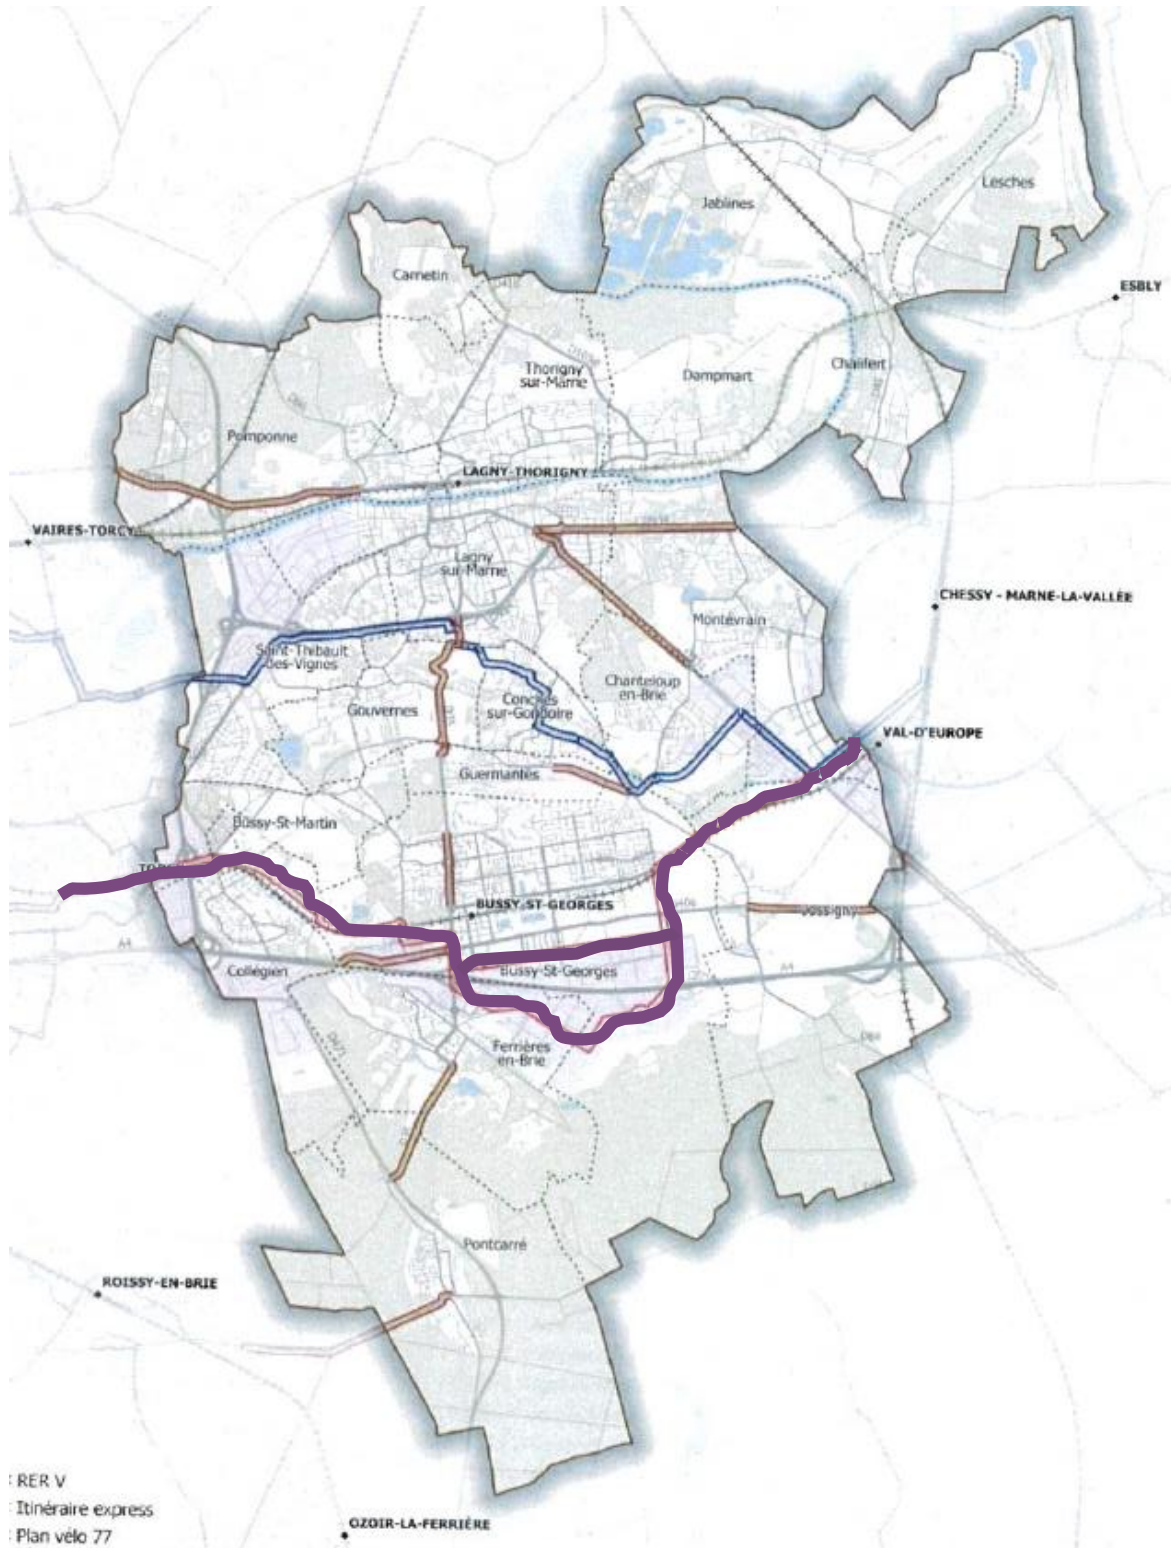 Lesches
Jablines
Carnetin
ESBLY
Chalifert
Thorigny
sur-Marne
Dampmart
Pomponne
LAGNY-THORIGNY
VAIRES-TORCY
Lagny
sur-Marne
CHESSY - MARNE-LA-VALLÉE
Montévrain
Saint-Thibault
des-Vignes
Chanteloup
en-Brie
Conches
sur-Gondoire
Gouvernes
VAL-D'EUROPE
Guermantes
Bussy-St-Martin
BUSSY-ST-GEORGES
Jossigny
A4
Collégien
Bussy-St-Georges
A4
D471
Ferrières
en-Brie
Pontcarré
ROISSY-EN-BRIE
RER V
Itinéraire express
Plan vélo 77
OZOIR-LA-FERRIÈRE